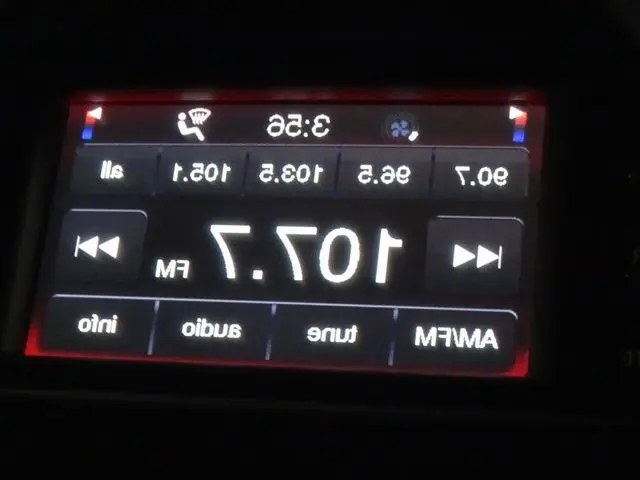 3:56
90.7 96.5 103.5 105.1 all
107.7 FM
AM/FM tune audio info